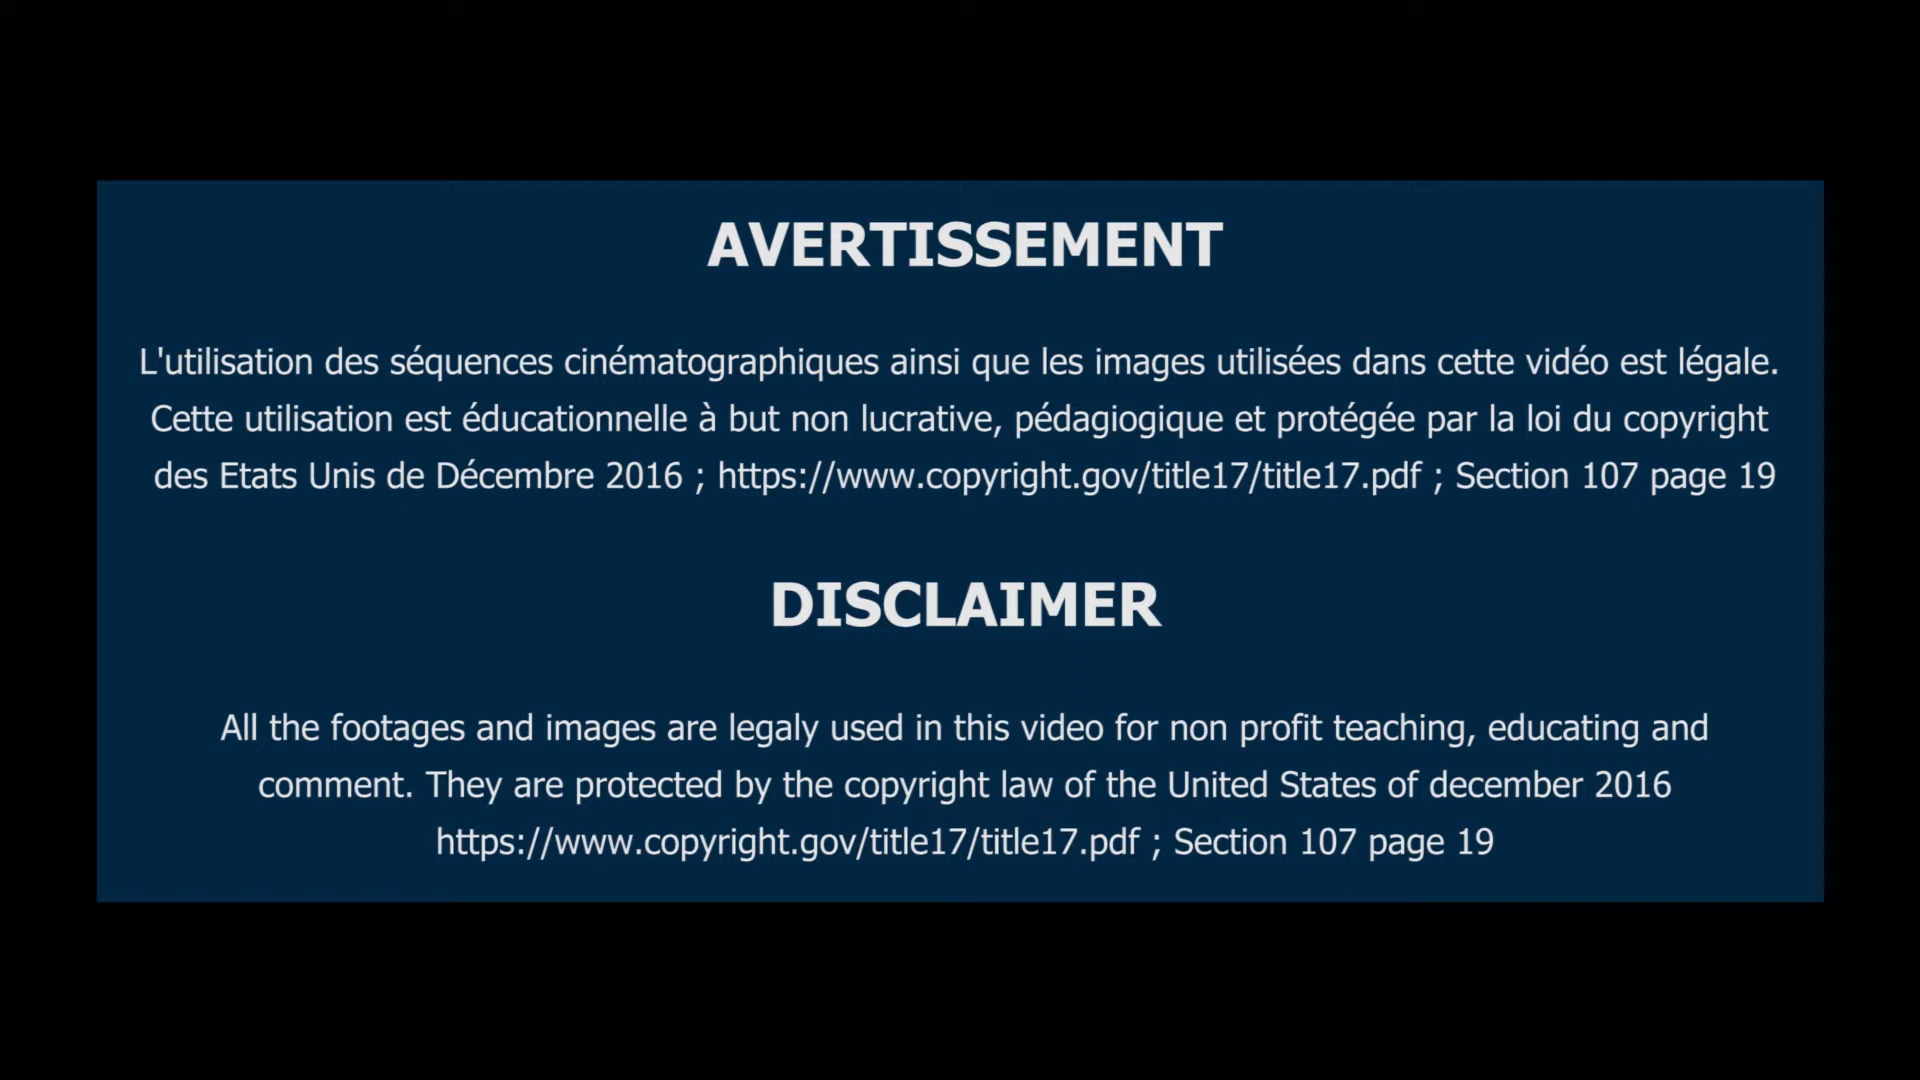 AVERTISSEMENT
L'utilisation des séquences cinématographiques ainsi que les images utilisées dans cette vidéo est légale.
Cette utilisation est éducationnelle à but non lucrative, pédagiogique et protégée par la loi du copyright
des Etats Unis de Décembre 2016 ; https://www.copyright.gov/title17/title17.pdf ; Section 107 page 19
DISCLAIMER
All the footages and images are legaly used in this video for non profit teaching, educating and
comment. They are protected by the copyright law of the United States of december 2016
https://www.copyright.gov/title17/title17.pdf ; Section 107 page 19